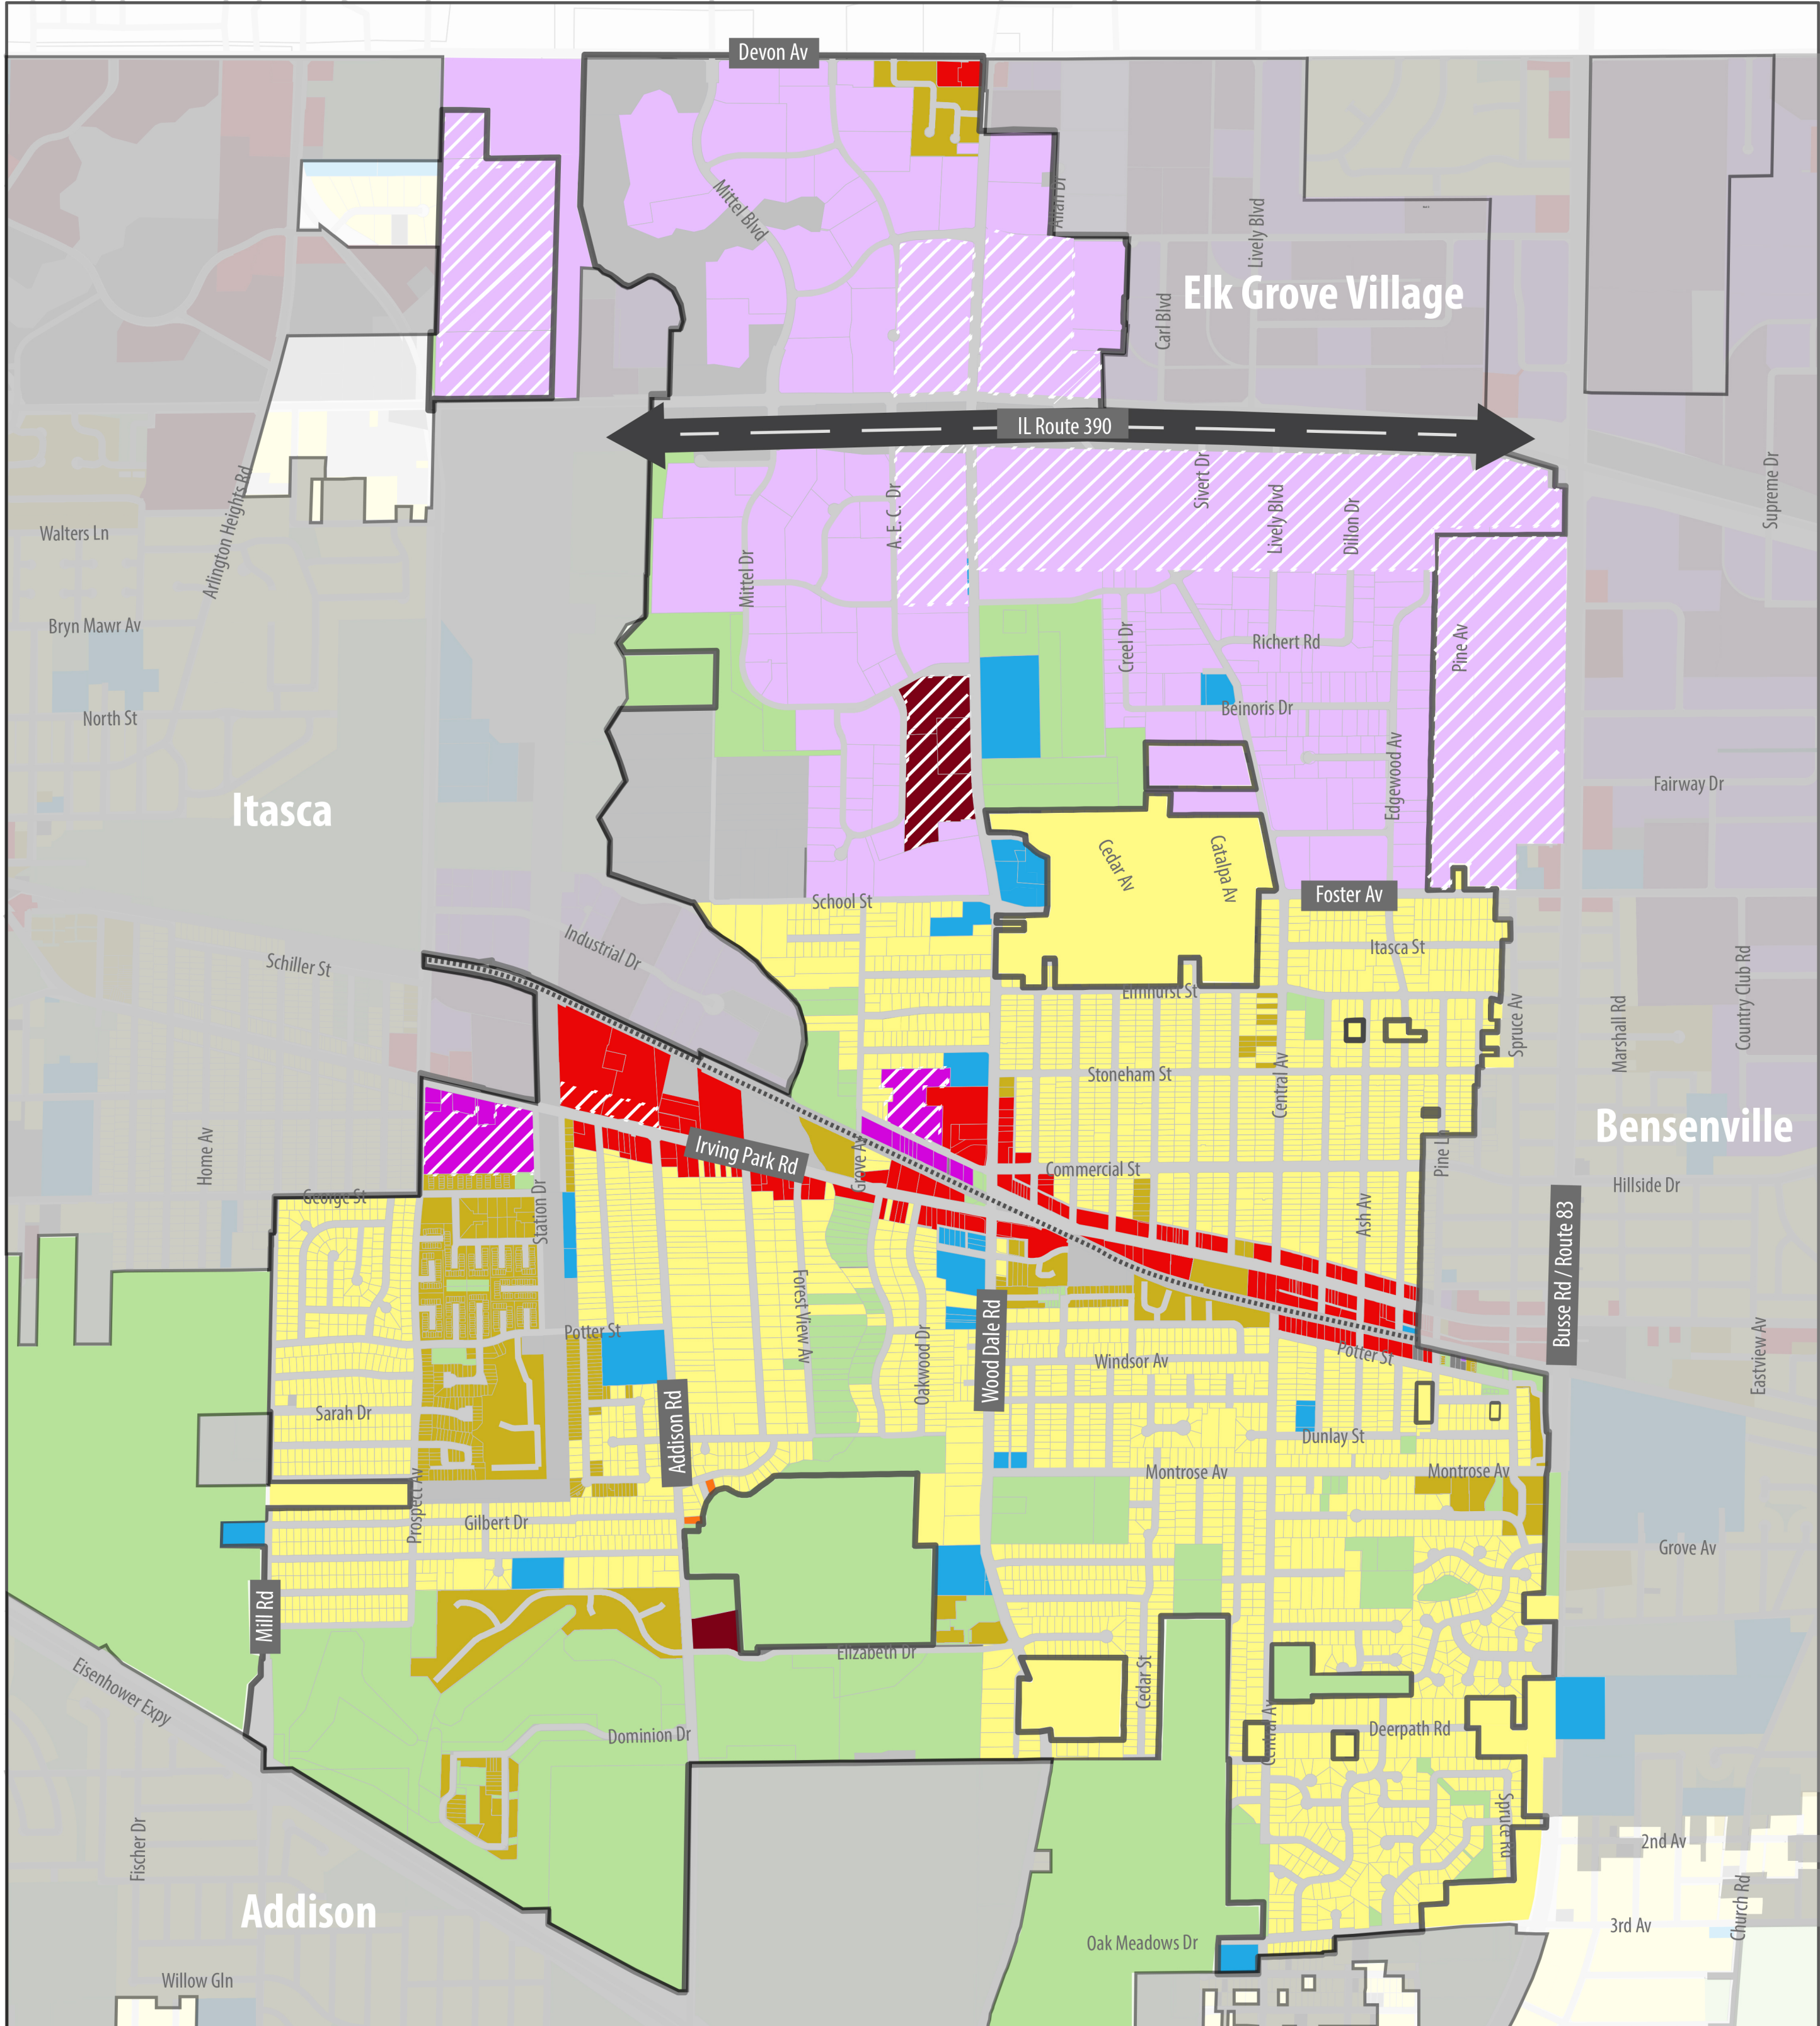 Devon Av
Mittel Blvd
Allan Dr
Lively Blvd
Elk Grove Village
Carl Blvd
IL Route 390
Arlington Heights Rd
Walters Ln
A. E. C. Dr
Sivert Dr
Lively Blvd
Dillon Dr
Supreme Dr
Mittel Dr
Bryn Mawr Av
Creel Dr
Richert Rd
Pine Av
North St
Beinoris Dr
Edgewood Av
Fairway Dr
Itasca
Cedar Av
Catalpa Av
Foster Av
School St
Industrial Dr
Itasca St
Schiller St
Elmhurst St
Spruce Av
Marshall Rd
Country Club Rd
Stoneham St
Central Av
Bensenville
Home Av
Irving Park Rd
Grove Av
Commercial St
Pine Ln
Hillside Dr
George St
Station Dr
Ash Av
Busse Rd / Route 83
Forest View Av
Potter St
Oakwood Dr
Wood Dale Rd
Windsor Av
Potter St
Eastview Av
Sarah Dr
Addison Rd
Dunlay St
Montrose Av
Montrose Av
Prospect Av
Gilbert Dr
Grove Av
Mill Rd
Elizabeth Dr
Eisenhower Expy
Cedar St
Dominion Dr
Central Av
Deerpath Rd
Spruce Rd
Fischer Dr
2nd Av
Church Rd
Addison
3rd Av
Oak Meadows Dr
Willow Gln